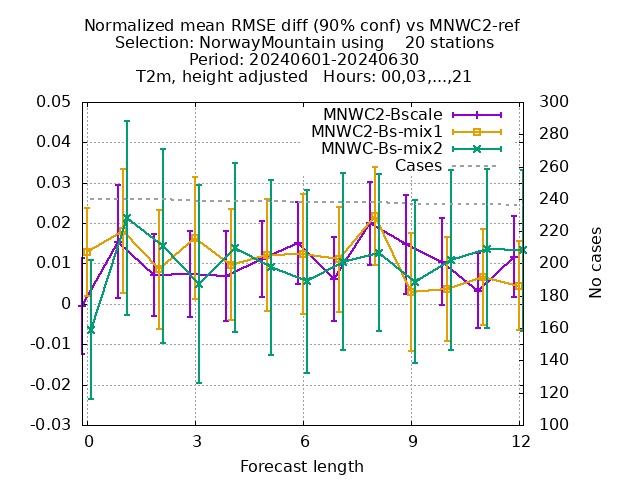 Normalized mean RMSE diff (90% conf) vs MNWC2-ref
Selection: NorwayMountain using 20 stations
Period: 20240601-20240630
T2m, height adjusted Hours: 00,03,...,21
MNWC2-Bscale
MNWC2-Bs-mix1
MNWC-Bs-mix2
Cases
0.05
0.04
0.03
0.02
0.01
0
-0.01
-0.02
-0.03
300
280
260
240
220
200
180
160
140
120
100
No cases
0 3 6 9 12
Forecast length